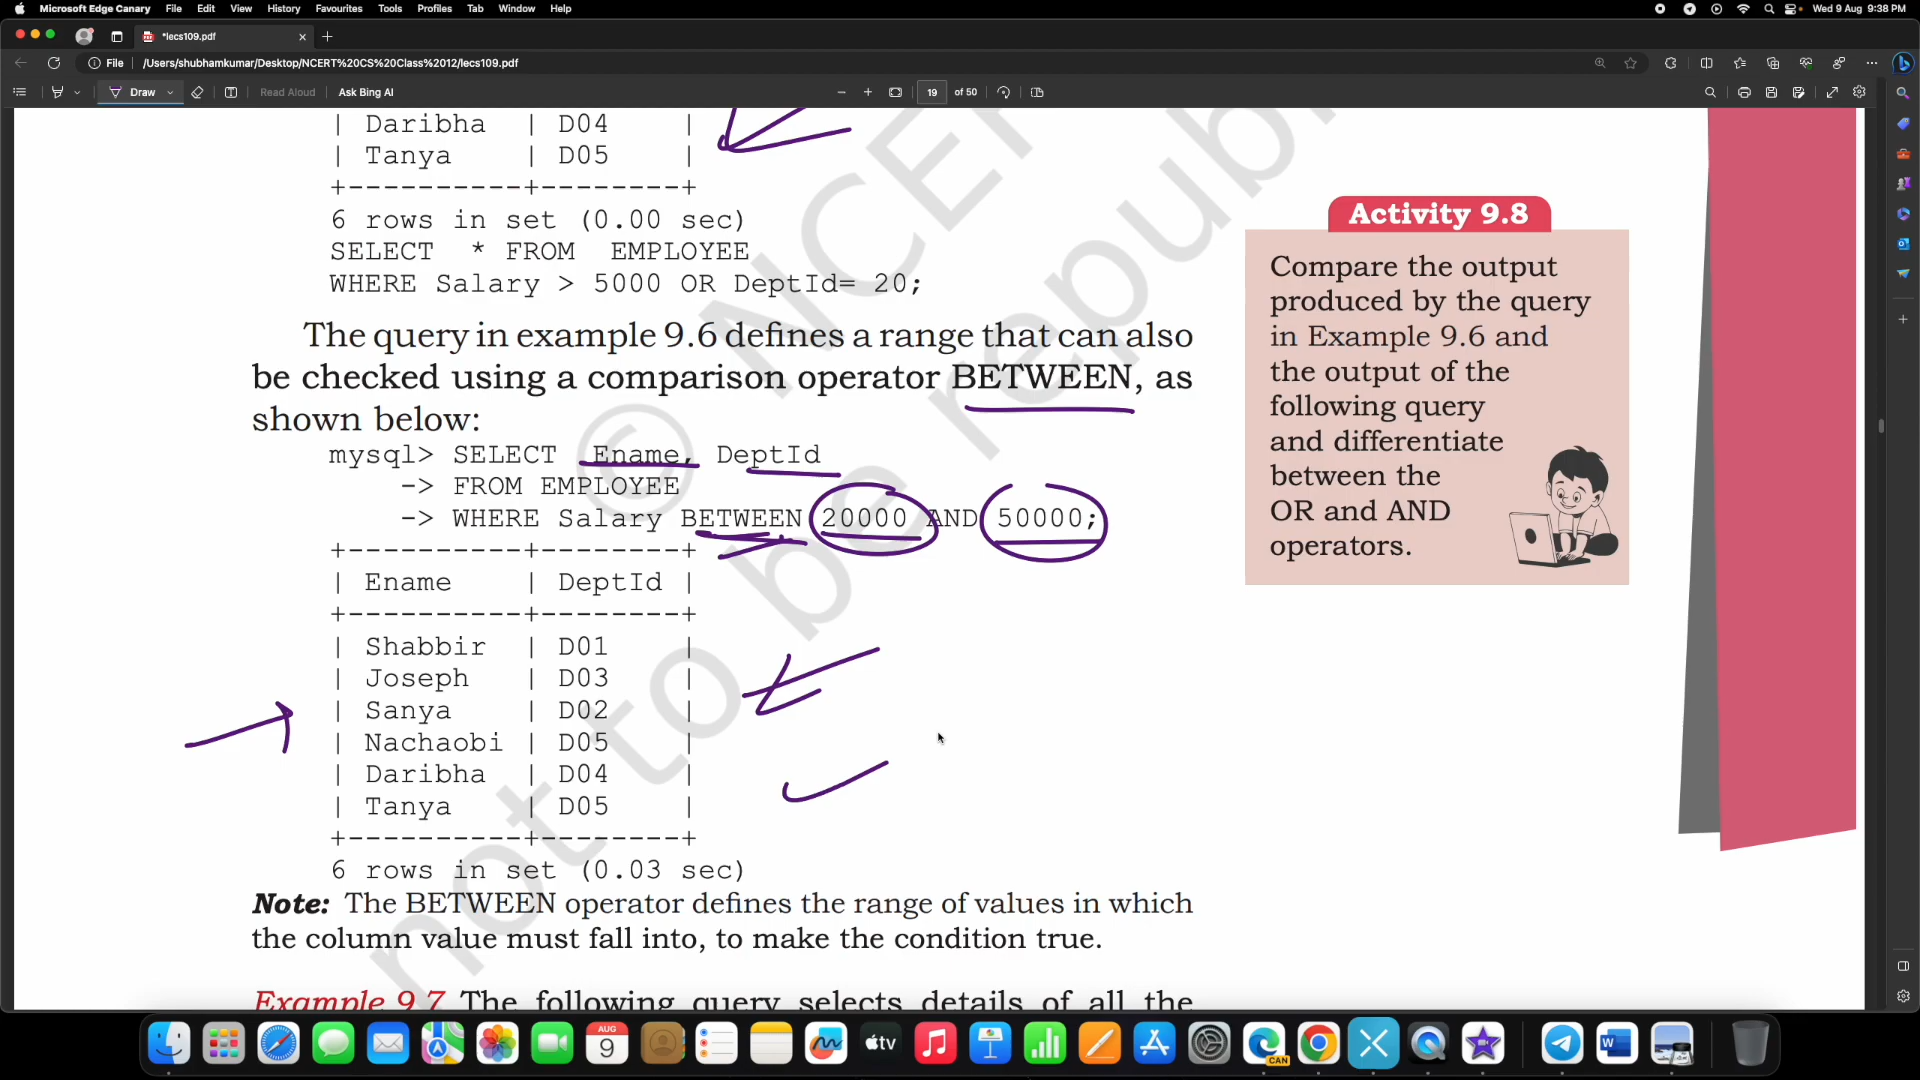 Microsoft Edge Canary File Edit View History Favourites Tools Profiles Tab Window Help Wed 9 Aug 9:38 PM
*lecs109.pdf
File /Users/shubhamkumar/Desktop/NCERT%20CS%20Class%2012/lecs109.pdf
Draw Read Aloud Ask Bing AI 19 of 50
| Daribha | D04 |
| Tanya | D05 |
+-----------+--------+
6 rows in set (0.00 sec)
SELECT * FROM EMPLOYEE
WHERE Salary > 5000 OR DeptId= 20;
The query in example 9.6 defines a range that can also
be checked using a comparison operator BETWEEN, as
shown below:
mysql> SELECT Ename, DeptId
-> FROM EMPLOYEE
-> WHERE Salary BETWEEN 20000 AND 50000;
+-----------+--------+
| Ename | DeptId |
+-----------+--------+
| Shabbir | D01 |
| Joseph | D03 |
| Sanya | D02 |
| Nachaobi | D05 |
| Daribha | D04 |
| Tanya | D05 |
+-----------+--------+
6 rows in set (0.03 sec)
Note: The BETWEEN operator defines the range of values in which
the column value must fall into, to make the condition true.
Example 9.7 The following query selects details of all the
Activity 9.8
Compare the output
produced by the query
in Example 9.6 and
the output of the
following query
and differentiate
between the
OR and AND
operators.
© NCER
not to be republ
AUG
9
tv
CAN